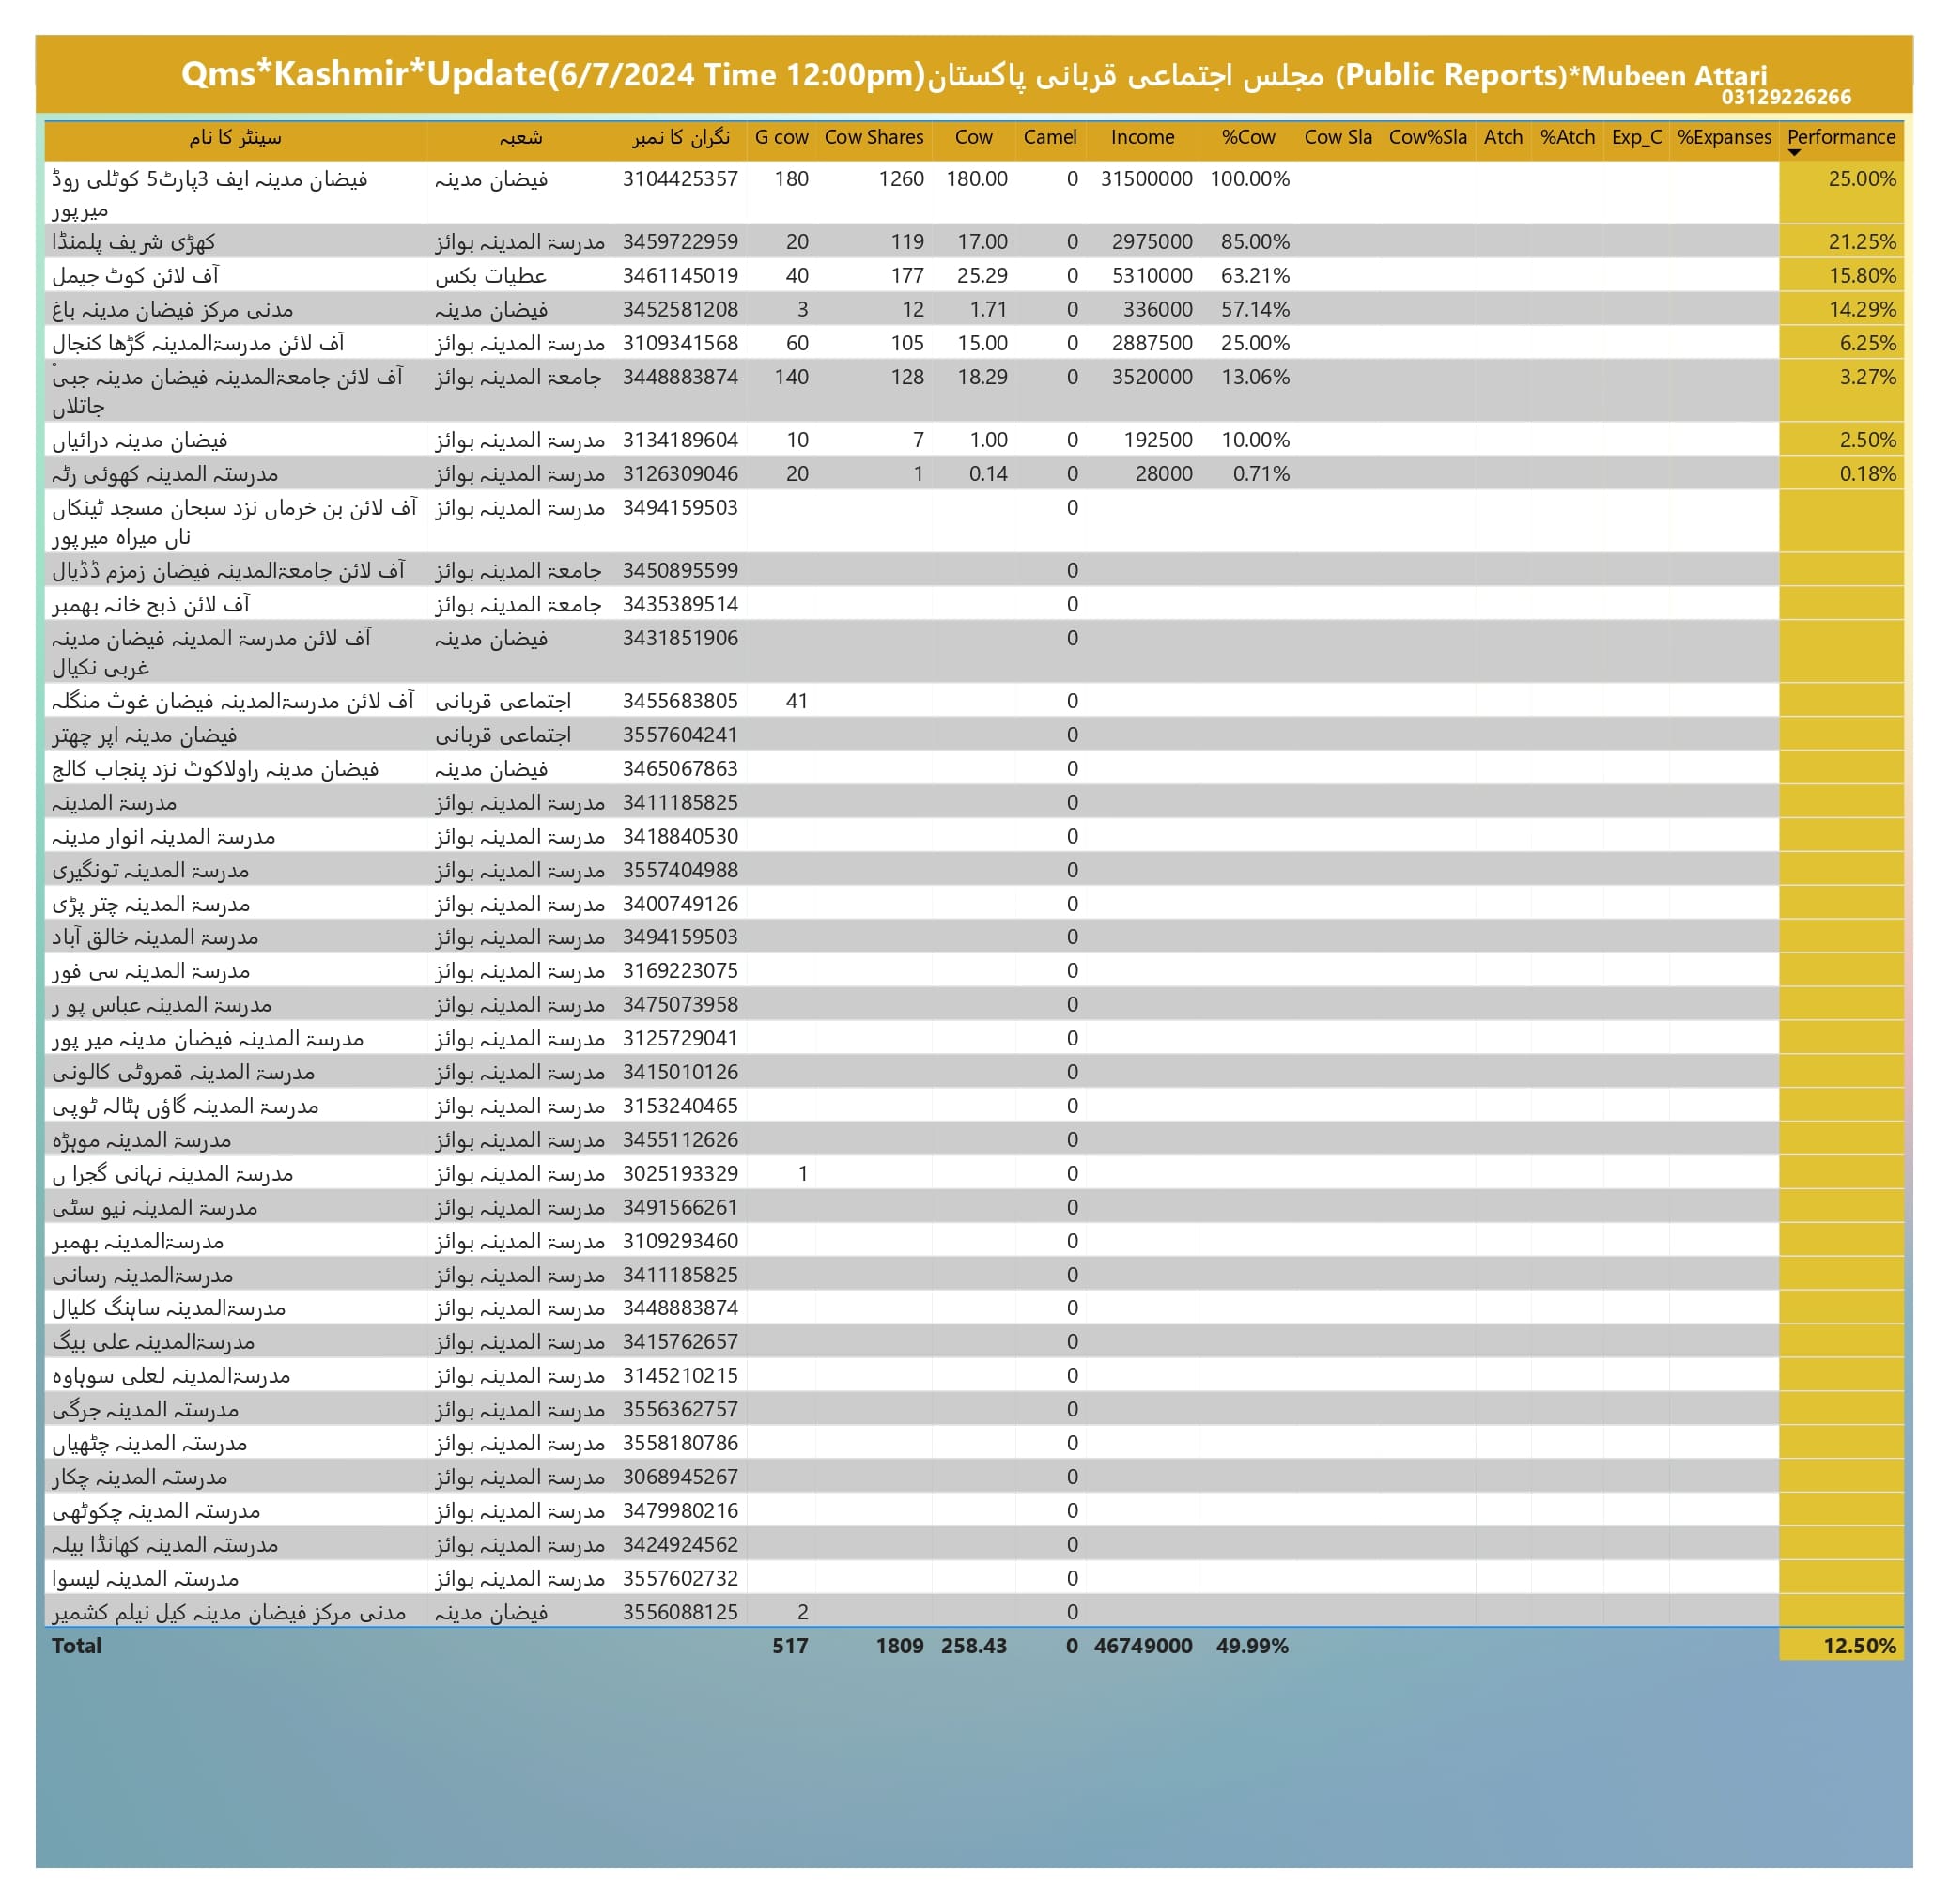 Qms*Kashmir*Update(6/7/2024 Time 12:00pm)مجلس اجتماعی قربانی پاکستان (Public Reports)*Mubeen Attari
03129226266
سینٹر کا نام شعبہ نگران کا نمبر G cow Cow Shares Cow Camel Income %Cow Cow Sla Cow%Sla Atch %Atch Exp_C %Expanses Performance
فیضان مدینہ ایف 3پارٹ5 کوٹلی روڈ فیضان مدینہ 3104425357 180 1260 180.00 0 31500000 100.00% 25.00%
میرپور
کھڑی شریف پلمنڈا مدرسۃ المدینہ بوائز 3459722959 20 119 17.00 0 2975000 85.00% 21.25%
آف لائن کوٹ جیمل عطیات بکس 3461145019 40 177 25.29 0 5310000 63.21% 15.80%
مدنی مرکز فیضان مدینہ باغ فیضان مدینہ 3452581208 3 12 1.71 0 336000 57.14% 14.29%
آف لائن مدرسۃالمدینہ گڑھا کنجال مدرسۃ المدینہ بوائز 3109341568 60 105 15.00 0 2887500 25.00% 6.25%
آف لائن جامعۃالمدینہ فیضان مدینہ جبیْ جامعۃ المدینہ بوائز 3448883874 140 128 18.29 0 3520000 13.06% 3.27%
جاتلاں
فیضان مدینہ درائیاں مدرسۃ المدینہ بوائز 3134189604 10 7 1.00 0 192500 10.00% 2.50%
مدرستہ المدینہ کھوئی رٹہ مدرسۃ المدینہ بوائز 3126309046 20 1 0.14 0 28000 0.71% 0.18%
آف لائن بن خرماں نزد سبحان مسجد ٹینکاں مدرسۃ المدینہ بوائز 3494159503 0
ناں میراہ میرپور
آف لائن جامعۃالمدینہ فیضان زمزم ڈڈیال جامعۃ المدینہ بوائز 3450895599 0
آف لائن ذبح خانہ بھمبر جامعۃ المدینہ بوائز 3435389514 0
آف لائن مدرسۃ المدینہ فیضان مدینہ فیضان مدینہ 3431851906 0
غربی نکیال
آف لائن مدرسۃالمدینہ فیضان غوث منگلہ اجتماعی قربانی 3455683805 41 0
فیضان مدینہ اپر چھتر اجتماعی قربانی 3557604241 0
فیضان مدینہ راولاکوٹ نزد پنجاب کالج فیضان مدینہ 3465067863 0
مدرسۃ المدینہ مدرسۃ المدینہ بوائز 3411185825 0
مدرسۃ المدینہ انوار مدینہ مدرسۃ المدینہ بوائز 3418840530 0
مدرسۃ المدینہ تونگیری مدرسۃ المدینہ بوائز 3557404988 0
مدرسۃ المدینہ چتر پڑی مدرسۃ المدینہ بوائز 3400749126 0
مدرسۃ المدینہ خالق آباد مدرسۃ المدینہ بوائز 3494159503 0
مدرسۃ المدینہ سی فور مدرسۃ المدینہ بوائز 3169223075 0
مدرسۃ المدینہ عباس پو ر مدرسۃ المدینہ بوائز 3475073958 0
مدرسۃ المدینہ فیضان مدینہ میر پور مدرسۃ المدینہ بوائز 3125729041 0
مدرسۃ المدینہ قمروٹی کالونی مدرسۃ المدینہ بوائز 3415010126 0
مدرسۃ المدینہ گاؤں ہٹالہ ٹوپی مدرسۃ المدینہ بوائز 3153240465 0
مدرسۃ المدینہ موہڑہ مدرسۃ المدینہ بوائز 3455112626 0
مدرسۃ المدینہ نہانی گجرا ں مدرسۃ المدینہ بوائز 3025193329 1 0
مدرسۃ المدینہ نیو سٹی مدرسۃ المدینہ بوائز 3491566261 0
مدرسۃالمدینہ بھمبر مدرسۃ المدینہ بوائز 3109293460 0
مدرسۃالمدینہ رسانی مدرسۃ المدینہ بوائز 3411185825 0
مدرسۃالمدینہ ساہنگ کلیال مدرسۃ المدینہ بوائز 3448883874 0
مدرسۃالمدینہ علی بیگ مدرسۃ المدینہ بوائز 3415762657 0
مدرسۃالمدینہ لعلی سوہاوہ مدرسۃ المدینہ بوائز 3145210215 0
مدرستہ المدینہ جرگی مدرسۃ المدینہ بوائز 3556362757 0
مدرستہ المدینہ چٹھیاں مدرسۃ المدینہ بوائز 3558180786 0
مدرستہ المدینہ چکار مدرسۃ المدینہ بوائز 3068945267 0
مدرستہ المدینہ چکوٹھی مدرسۃ المدینہ بوائز 3479980216 0
مدرستہ المدینہ کھانڈا بیلہ مدرسۃ المدینہ بوائز 3424924562 0
مدرستہ المدینہ لیسوا مدرسۃ المدینہ بوائز 3557602732 0
مدنی مرکز فیضان مدینہ کیل نیلم کشمیر فیضان مدینہ 3556088125 2 0
Total 517 1809 258.43 0 46749000 49.99% 12.50%